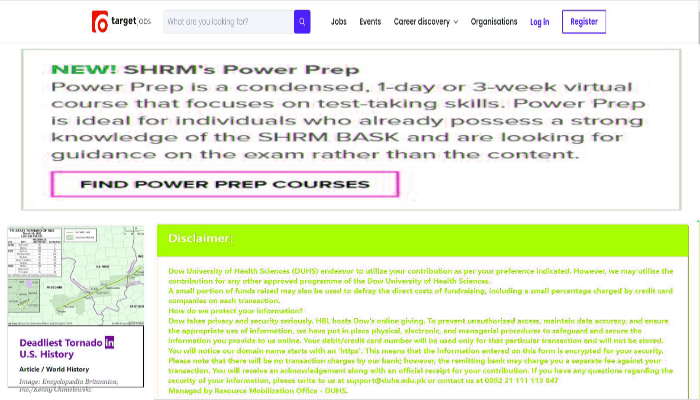 targetjobs
What are you looking for?
Jobs
Events
Career discovery
Organisations
Log in
Register
NEW! SHRM's Power Prep
Power Prep is a condensed, 1-day or 3-week virtual
course that focuses on test-taking skills. Power Prep
is ideal for individuals who already possess a strong
knowledge of the SHRM BASK and are looking for
guidance on the exam rather than the content.
FIND POWER PREP COURSES
Deadliest Tornado in
U.S. History
Article / World History
Image: Encyclopædia Britannica,
Inc./Kenny Chmielewski
Disclaimer:
Dow University of Health Sciences (DUHS) endeavor to utilize your contribution as per your preference indicated. However, we may utilise the
contribution for any other approved programme of the Dow University of Health Sciences.
A small portion of funds raised may also be used to defray the direct costs of fundraising, including a small percentage charged by credit card
companies on each transaction.
How do we protect your information?
Dow takes privacy and security seriously. HBL hosts Dow's online giving. To prevent unauthorized access, maintain data accuracy, and ensure
the appropriate use of information, we have put in place physical, electronic, and managerial procedures to safeguard and secure the
information you provide to us online. Your debit/credit card number will be used only for that particular transaction and will not be stored.
You will notice our domain name starts with an 'https'. This means that the information entered on this form is encrypted for your security.
Please note that there will be no transaction charges by our bank; however, the remitting bank may charge you a separate fee against your
transaction. You will receive an acknowledgement along with an official receipt for your contribution. If you have any questions regarding the
security of your information, please write to us at support@duhs.edu.pk or contact us at 0092 21 111 113 847
Managed by Resource Mobilization Office - DUHS.